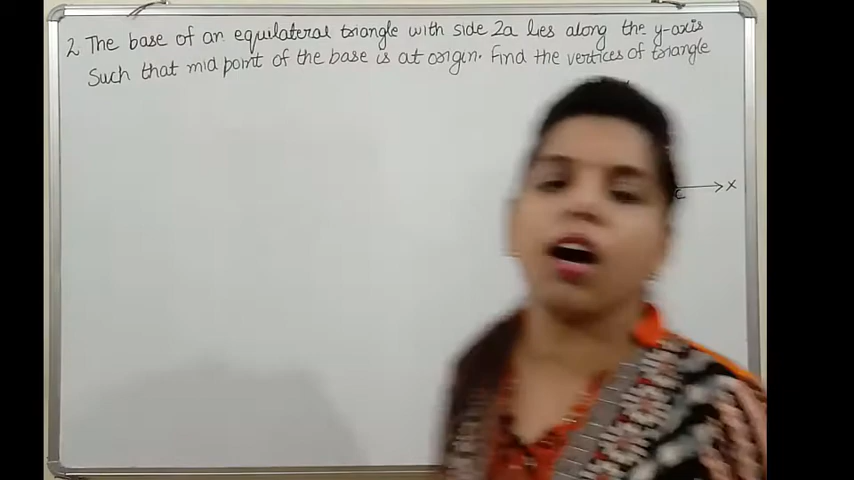 2. The base of an equilateral triangle with side 2a lies along the y-axis
Such that mid point of the base is at origin. Find the vertices of triangle
C
X